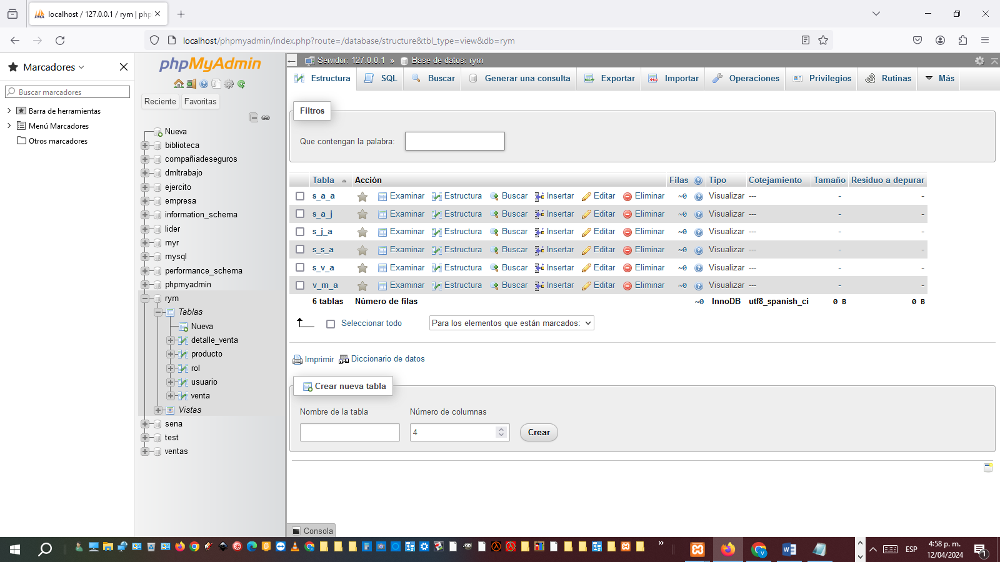 localhost / 127.0.0.1 / rym | php
localhost/phpmyadmin/index.php?route=/database/structure&tbl_type=view&db=rym
Marcadores
Buscar marcadores
Barra de herramientas
Menú Marcadores
Otros marcadores
phpMyAdmin
Reciente
Favoritas
Nueva
biblioteca
compañiadeseguros
dmltrabajo
ejercito
empresa
information_schema
lider
myr
mysql
performance_schema
phpmyadmin
rym
Tablas
Nueva
detalle_venta
producto
rol
usuario
venta
Vistas
sena
test
ventas
Servidor: 127.0.0.1 » Base de datos: rym
Estructura SQL Buscar Generar una consulta Exportar Importar Operaciones Privilegios Rutinas Más
Filtros
Que contengan la palabra:
Tabla Acción Filas Tipo Cotejamiento Tamaño Residuo a depurar
s_a_a Examinar Estructura Buscar Insertar Editar Eliminar ~0 Visualizar --- - -
s_a_j Examinar Estructura Buscar Insertar Editar Eliminar ~0 Visualizar --- - -
s_j_a Examinar Estructura Buscar Insertar Editar Eliminar ~0 Visualizar --- - -
s_s_a Examinar Estructura Buscar Insertar Editar Eliminar ~0 Visualizar --- - -
s_v_a Examinar Estructura Buscar Insertar Editar Eliminar ~0 Visualizar --- - -
v_m_a Examinar Estructura Buscar Insertar Editar Eliminar ~0 Visualizar --- - -
6 tablas Número de filas ~0 InnoDB utf8_spanish_ci 0 B 0 B
Seleccionar todo Para los elementos que están marcados:
Imprimir Diccionario de datos
Crear nueva tabla
Nombre de la tabla Número de columnas
4 Crear
Consola
ESP
4:58 p. m.
12/04/2024
1